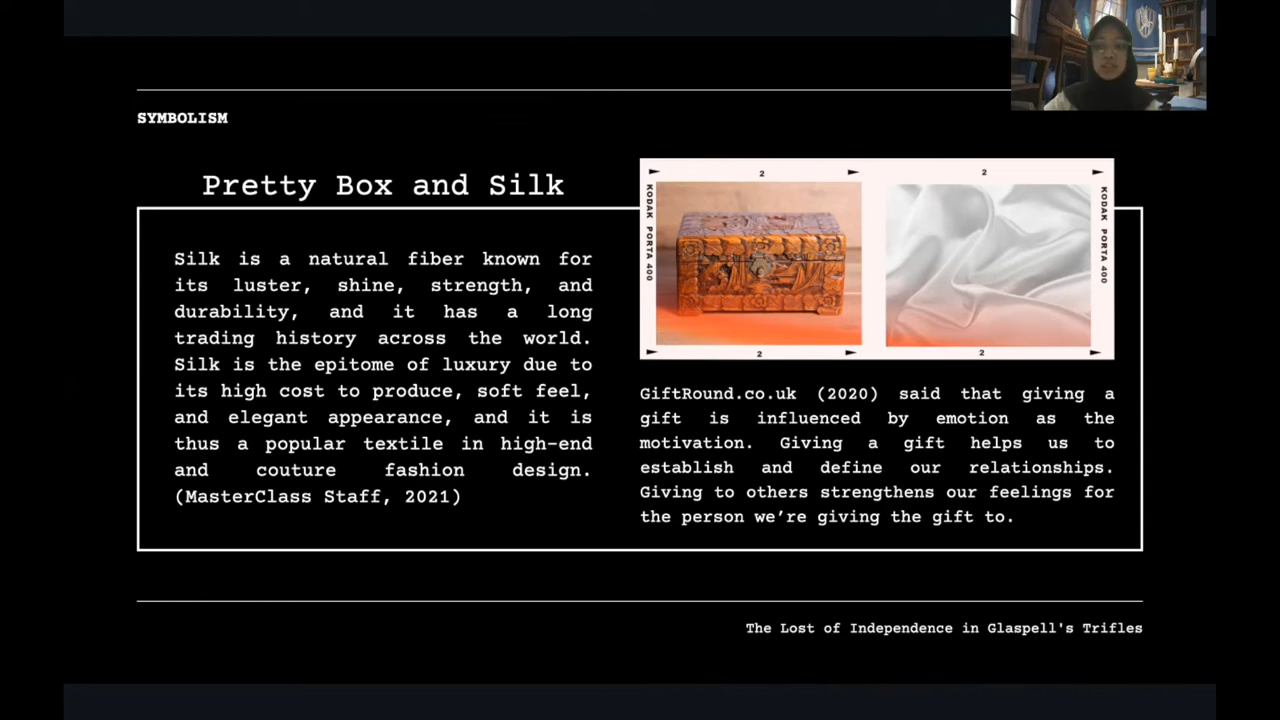 SYMBOLISM
Pretty Box and Silk
Silk is a natural fiber known for
its luster, shine, strength, and
durability, and it has a long
trading history across the world.
Silk is the epitome of luxury due to
its high cost to produce, soft feel,
and elegant appearance, and it is
thus a popular textile in high-end
and couture fashion design.
(MasterClass Staff, 2021)
2
2
KODAK PORTA 400
KODAK PORTA 400
2
2
GiftRound.co.uk (2020) said that giving a
gift is influenced by emotion as the
motivation. Giving a gift helps us to
establish and define our relationships.
Giving to others strengthens our feelings for
the person we’re giving the gift to.
The Lost of Independence in Glaspell's Trifles